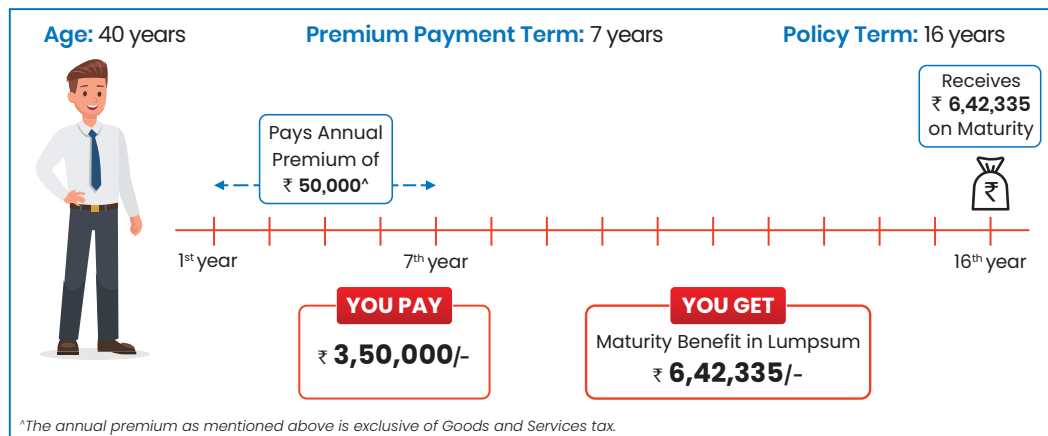 Age: 40 years Premium Payment Term: 7 years Policy Term: 16 years
Receives
₹ 6,42,335
on Maturity
Pays Annual
Premium of
₹ 50,000^
₹
1st year 7th year 16th year
YOU PAY
₹ 3,50,000/-
YOU GET
Maturity Benefit in Lumpsum
₹ 6,42,335/-
^The annual premium as mentioned above is exclusive of Goods and Services tax.